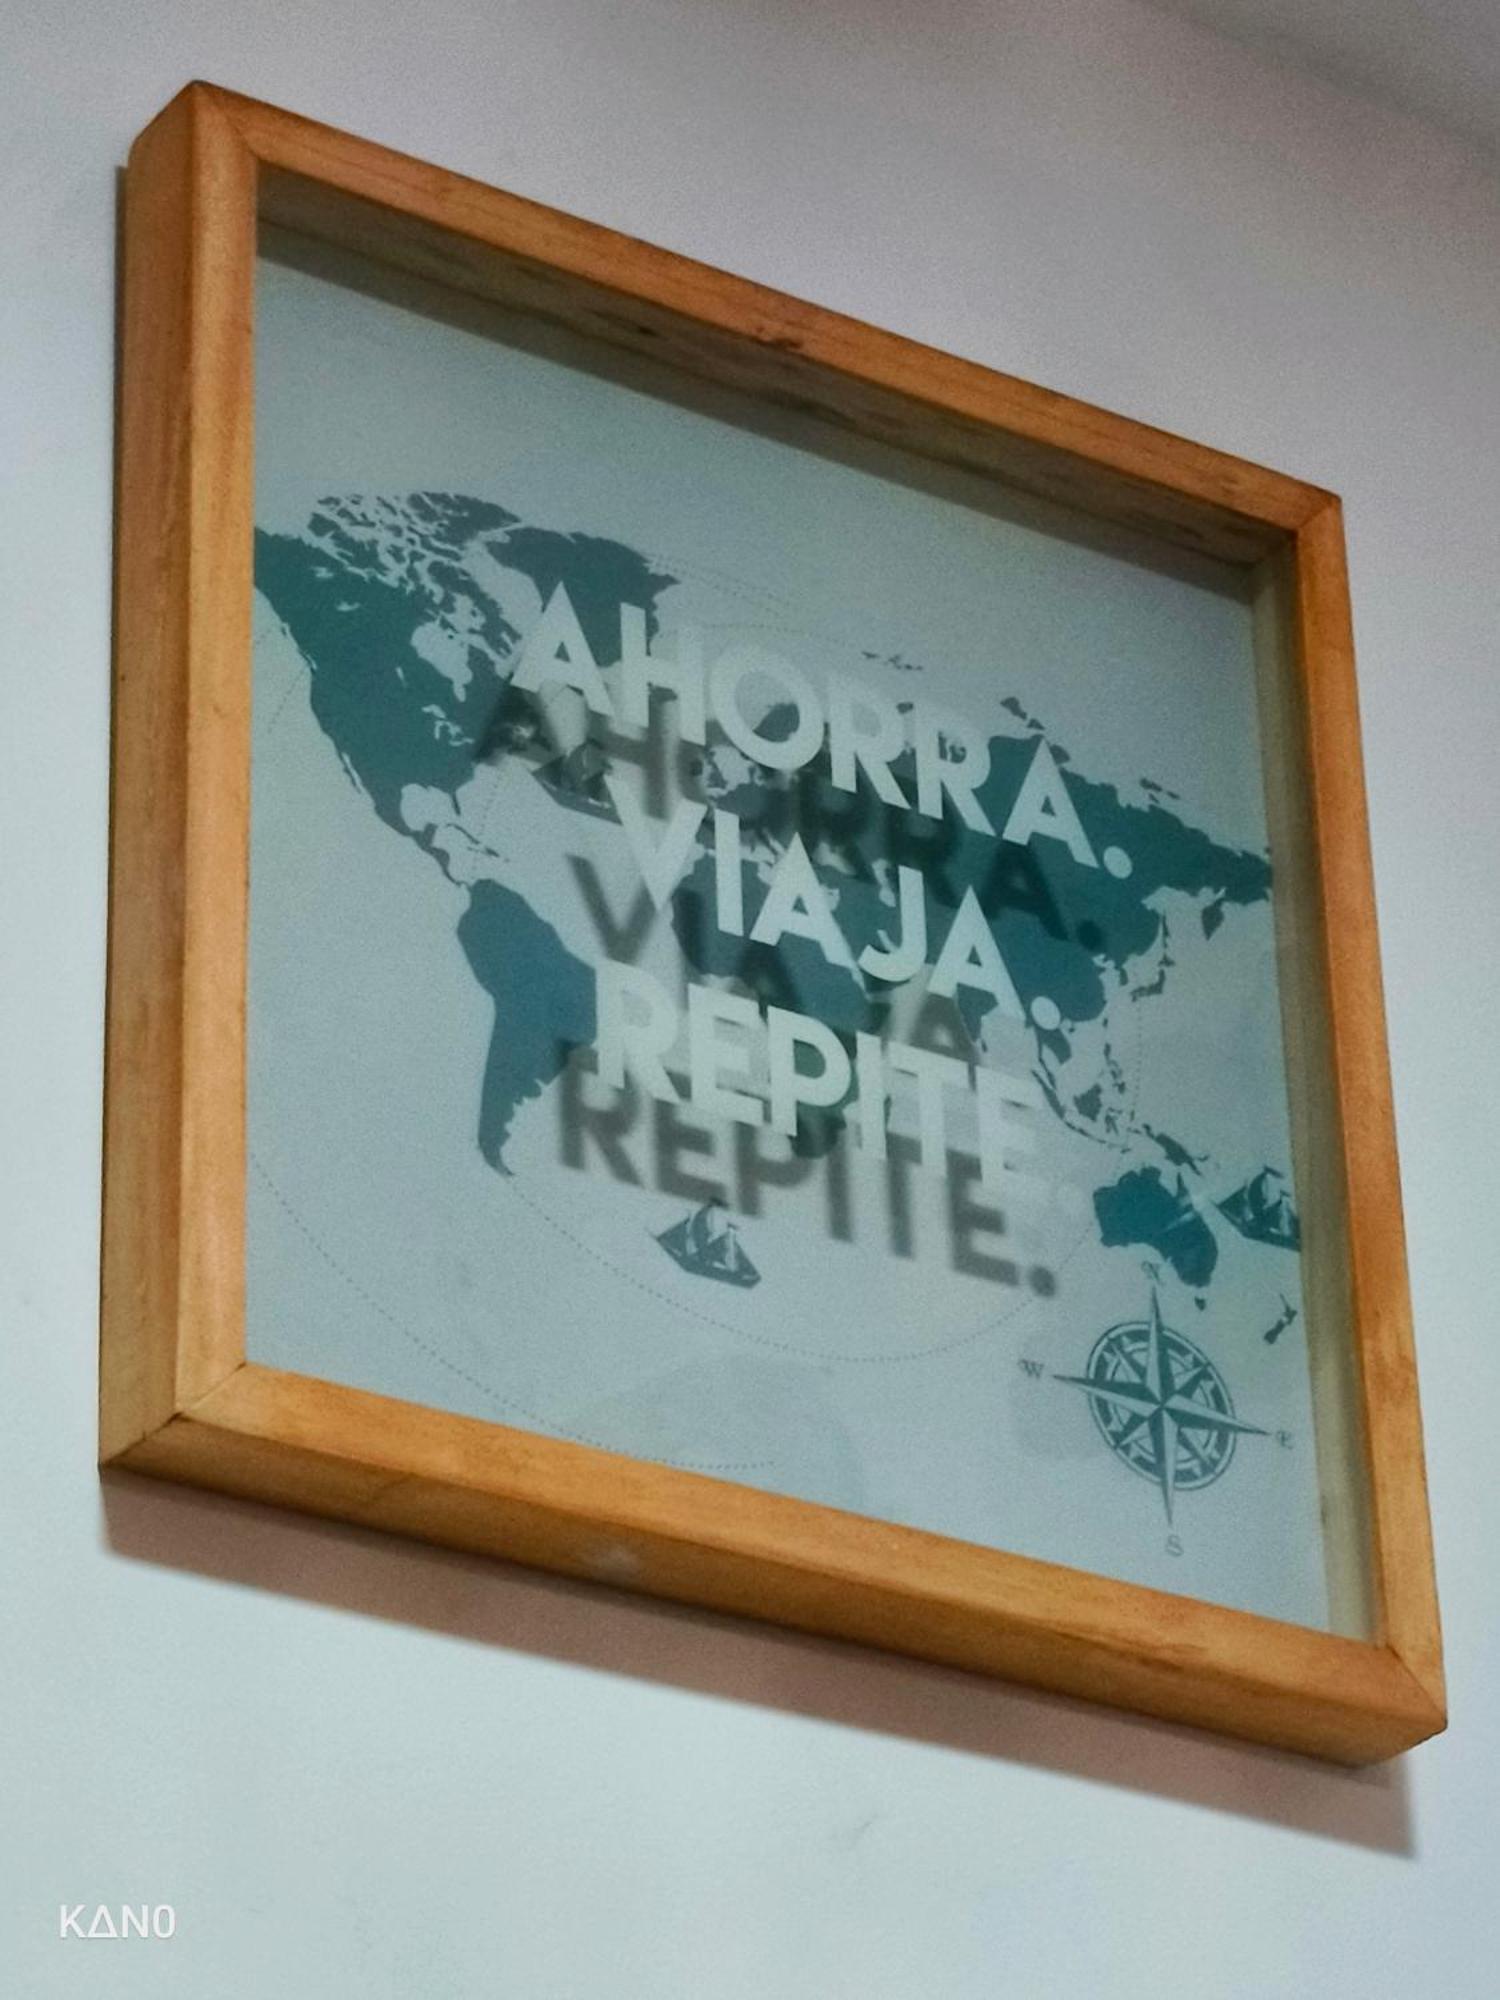 AHORRA.
VIAJA.
REPITE.
N
W
E
S
KΔN0